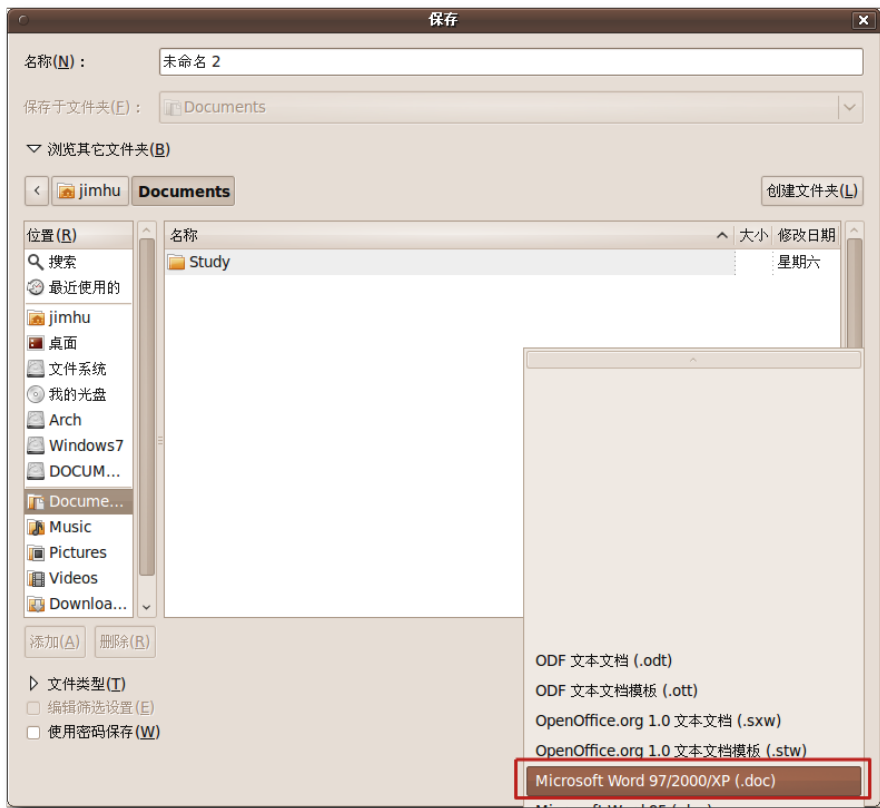 保存
名称(N)：
未命名 2
保存于文件夹(F)：
Documents
浏览其它文件夹(B)
jimhu
Documents
创建文件夹(L)
位置(R)
名称
大小
修改日期
搜索
Study
星期六
最近使用的
jimhu
桌面
文件系统
我的光盘
Arch
Windows7
DOCUM...
Docume...
Music
Pictures
Videos
Downloa...
添加(A)
删除(R)
ODF 文本文档 (.odt)
文件类型(T)
ODF 文本文档模板 (.ott)
编辑筛选设置(E)
OpenOffice.org 1.0 文本文档 (.sxw)
使用密码保存(W)
OpenOffice.org 1.0 文本文档模板 (.stw)
Microsoft Word 97/2000/XP (.doc)